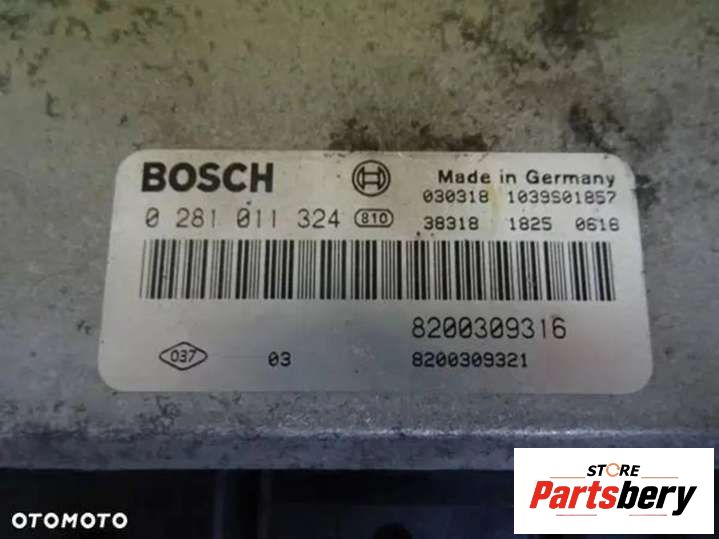 BOSCH Made in Germany
030318 1039S01857
0 281 011 324 810 38318 1825 0618
8200309316
037 03 8200309321
STORE
Partsbery
OTOMOTO